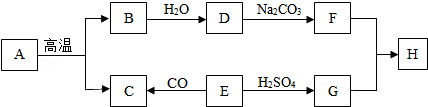 B H₂O D Na₂CO₃ F
A 高温 H
C CO E H₂SO₄ G